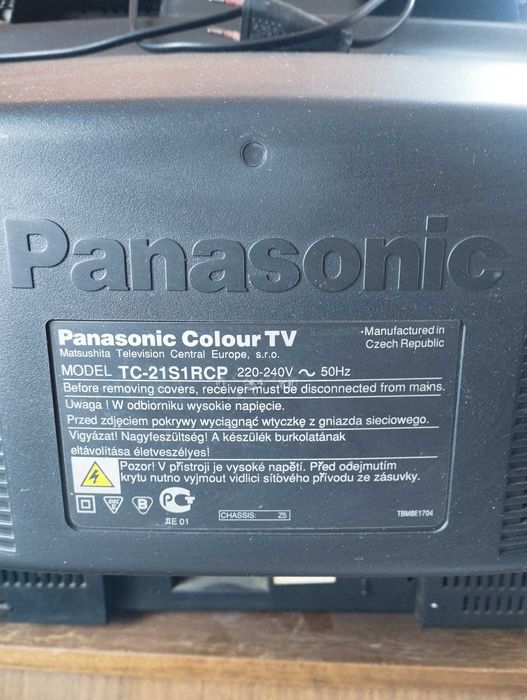 Panasonic
Panasonic Colour TV
·Manufactured in
Czech Republic
Matsushita Television Central Europe, s.r.o.
MODEL TC-21S1RCP 220-240V ~ 50Hz
Before removing covers, receiver must be disconnected from mains.
Uwaga ! W odbiorniku wysokie napięcie.
Przed zdjęciem pokrywy wyciągnąć wtyczkę z gniazda sieciowego.
Vigyázat! Nagyfeszültség! A készülék burkolatának
eltávolítása életveszélyes!
Pozor! V přístroji je vysoké napětí. Před odejmutím
krytu nutno vyjmout vidlici síťového přívodu ze zásuvky.
B
PCT
ДЕ 01
CHASSIS: Z5
TBM8E1704